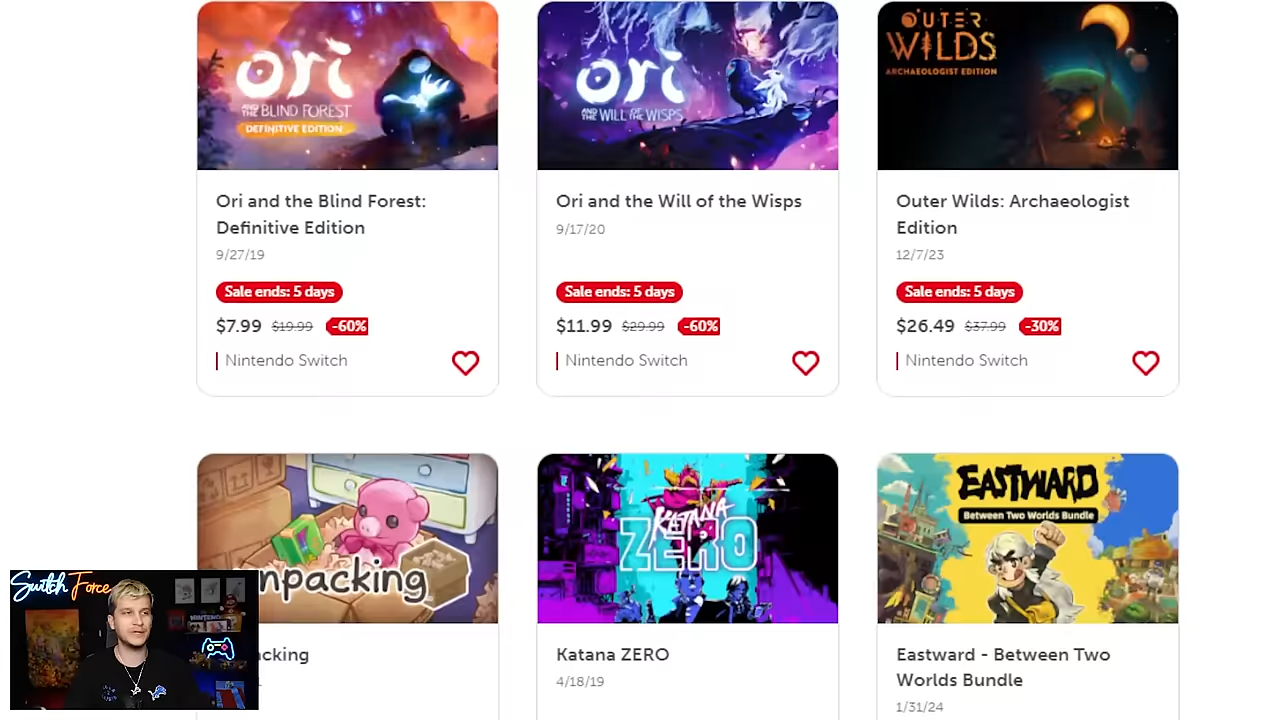 ori
AND THE BLIND FOREST
DEFINITIVE EDITION
ori
AND THE WILL OF THE WISPS
OUTER
WILDS
ARCHAEOLOGIST EDITION
Ori and the Blind Forest:
Definitive Edition
9/27/19
Sale ends: 5 days
$7.99 $19.99 -60%
Nintendo Switch
Ori and the Will of the Wisps
9/17/20
Sale ends: 5 days
$11.99 $29.99 -60%
Nintendo Switch
Outer Wilds: Archaeologist
Edition
12/7/23
Sale ends: 5 days
$26.49 $37.99 -30%
Nintendo Switch
npacking
KATANA
ZERO
EASTWARD
Between Two Worlds Bundle
Switch Force
cking
Katana ZERO
4/18/19
Eastward - Between Two
Worlds Bundle
1/31/24